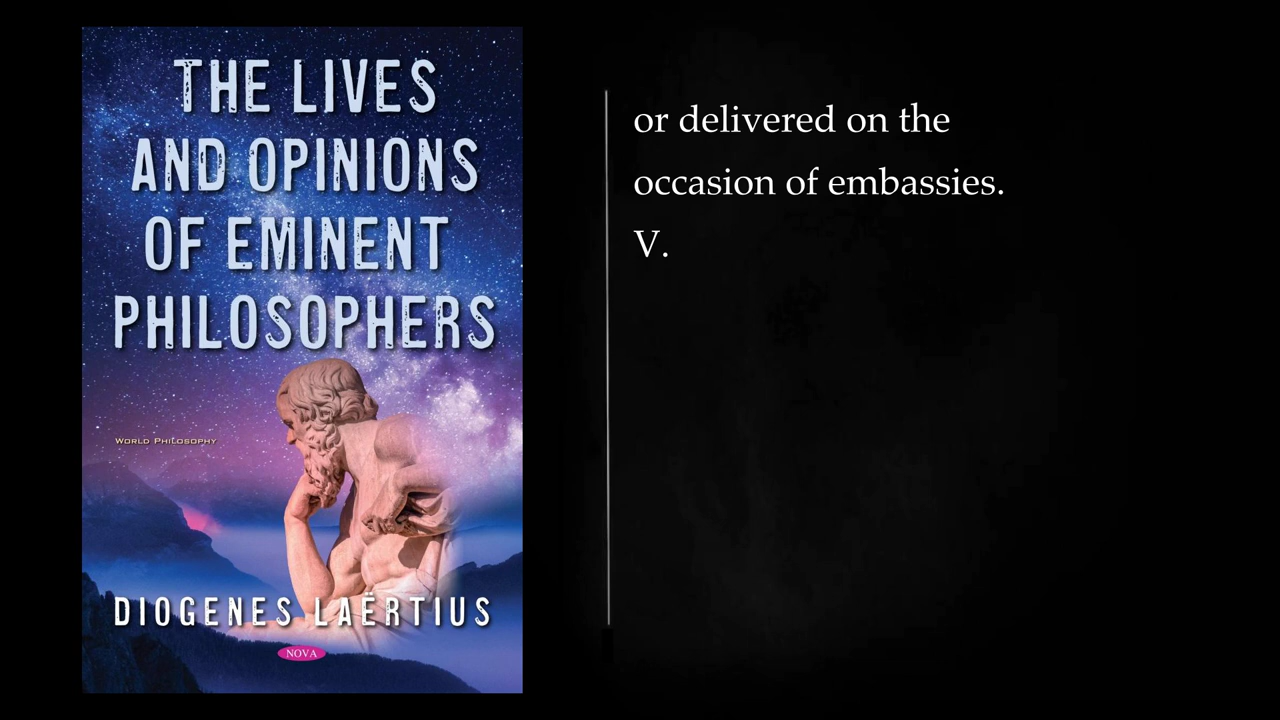 THE LIVES
AND OPINIONS
OF EMINENT
PHILOSOPHERS
WORLD PHILOSOPHY
DIOGENES LAËRTIUS
NOVA
or delivered on the
occasion of embassies.
V.